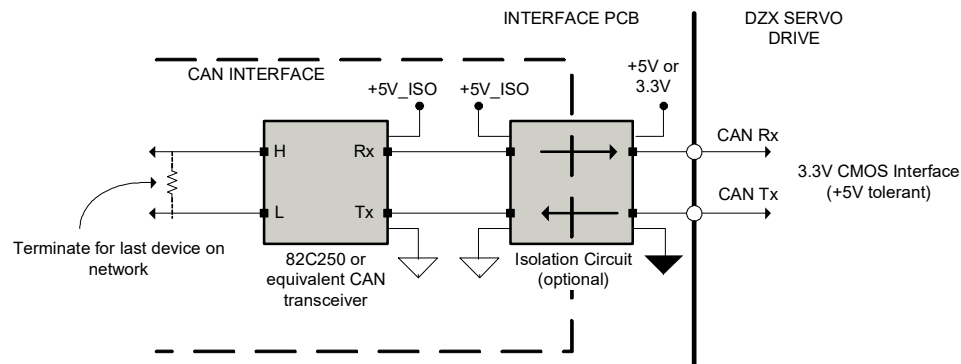 INTERFACE PCB
DZX SERVO
DRIVE
CAN INTERFACE
+5V_ISO
+5V_ISO
+5V or
3.3V
H
Rx
CAN Rx
3.3V CMOS Interface
(+5V tolerant)
L
Tx
CAN Tx
Terminate for last device on
network
82C250 or
equivalent CAN
transceiver
Isolation Circuit
(optional)